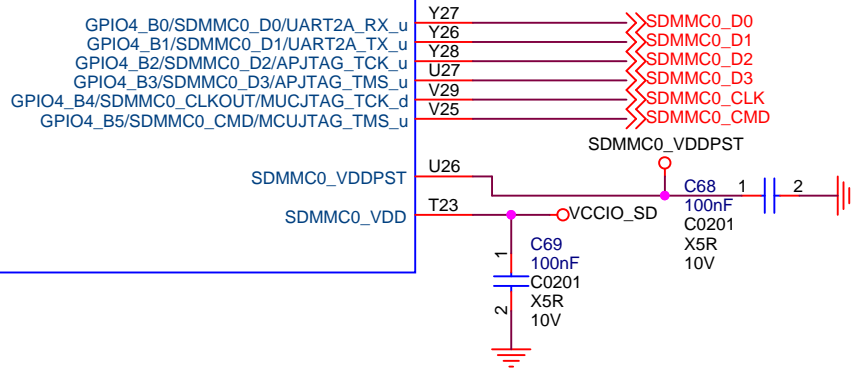 GPIO4_B0/SDMMC0_D0/UART2A_RX_u Y27 SDMMC0_D0
GPIO4_B1/SDMMC0_D1/UART2A_TX_u Y26 SDMMC0_D1
GPIO4_B2/SDMMC0_D2/APJTAG_TCK_u Y28 SDMMC0_D2
GPIO4_B3/SDMMC0_D3/APJTAG_TMS_u U27 SDMMC0_D3
GPIO4_B4/SDMMC0_CLKOUT/MUCJTAG_TCK_d V29 SDMMC0_CLK
GPIO4_B5/SDMMC0_CMD/MCUJTAG_TMS_u V25 SDMMC0_CMD
SDMMC0_VDDPST
SDMMC0_VDDPST U26
C68 1 2
100nF
C0201
X5R
10V
SDMMC0_VDD T23 VCCIO_SD
1 C69
100nF
C0201
2 X5R
10V